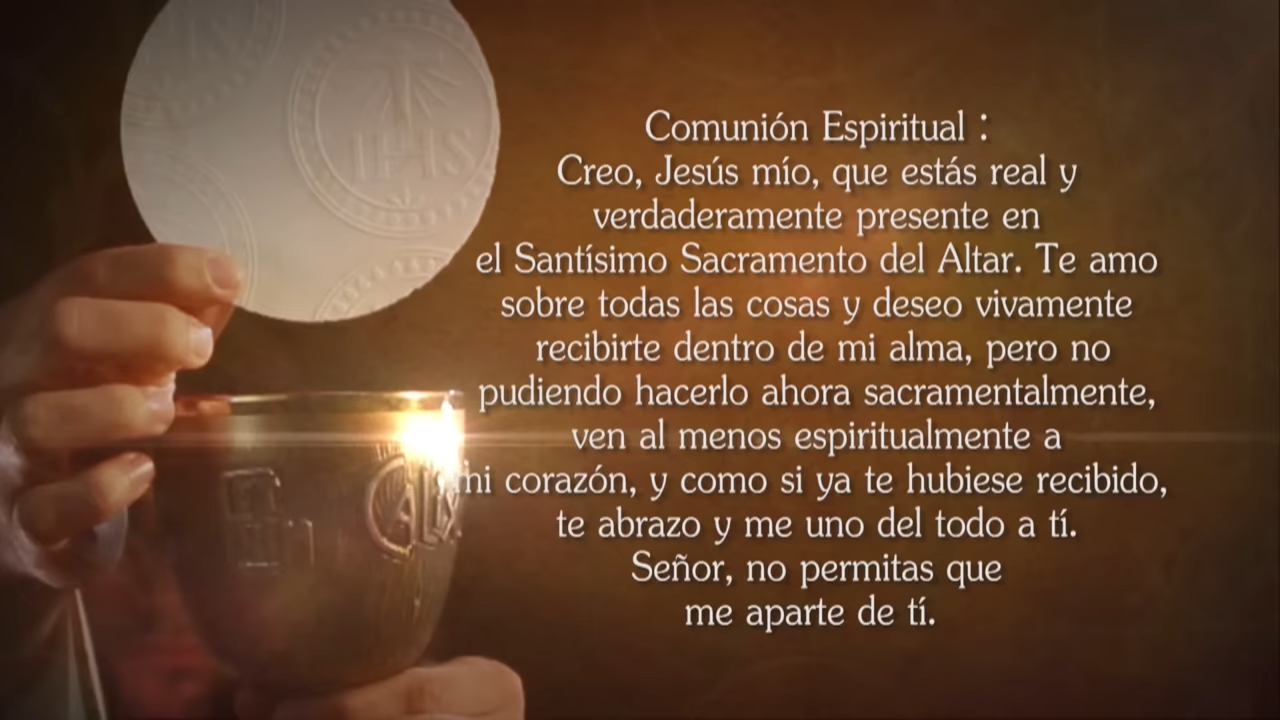 IHS
Comunión Espiritual :
Creo, Jesús mío, que estás real y
verdaderamente presente en
el Santísimo Sacramento del Altar. Te amo
sobre todas las cosas y deseo vivamente
recibirte dentro de mi alma, pero no
pudiendo hacerlo ahora sacramentalmente,
ven al menos espiritualmente a
mi corazón, y como si ya te hubiese recibido,
te abrazo y me uno del todo a tí.
Señor, no permitas que
me aparte de tí.